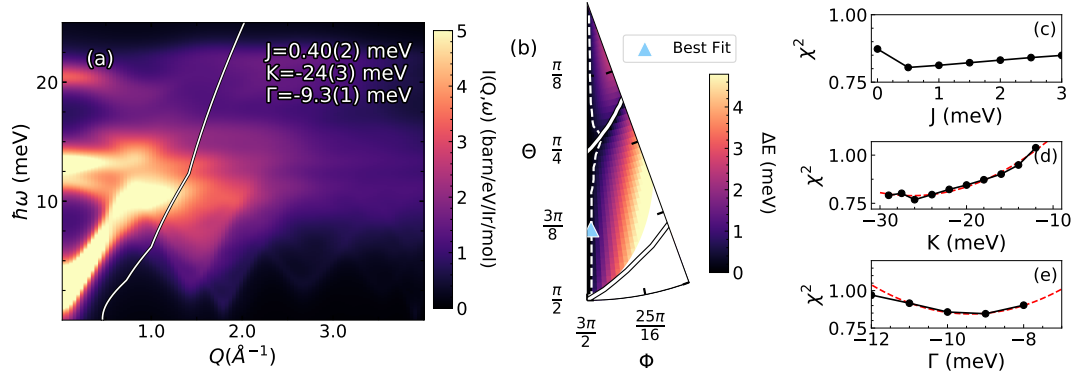 (a)
J=0.40(2) meV
K=-24(3) meV
Γ=-9.3(1) meV
20
10
ħω (meV)
1.0
2.0
3.0
Q(Å⁻¹)
5
4
3
2
1
0
I(Q,ω) (barn/eV/Ir/mol)
(b)
Best Fit
π/8
π/4
3π/8
π/2
Θ
3π/2
25π/16
Φ
4
3
2
1
0
ΔE (meV)
(c)
1.00
0.75
χ²
0
1
2
3
J (meV)
(d)
1.00
0.75
χ²
−30
−20
−10
K (meV)
(e)
1.00
0.75
χ²
−12
−10
−8
Γ (meV)